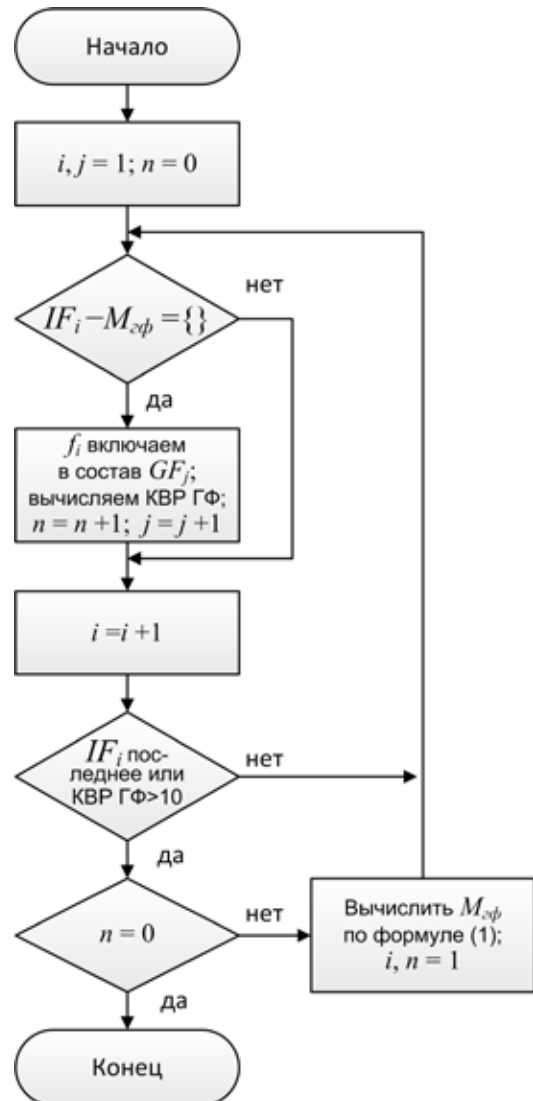 Начало
i, j = 1; n = 0
нет
IFᵢ − Mгф = {}
да
fᵢ включаем
в состав GFⱼ;
вычисляем КВР ГФ;
n = n +1; j = j +1
i =i +1
IFᵢ пос-
леднее или
КВР ГФ>10
нет
да
n = 0
нет
Вычислить Mгф
по формуле (1);
i, n = 1
да
Конец